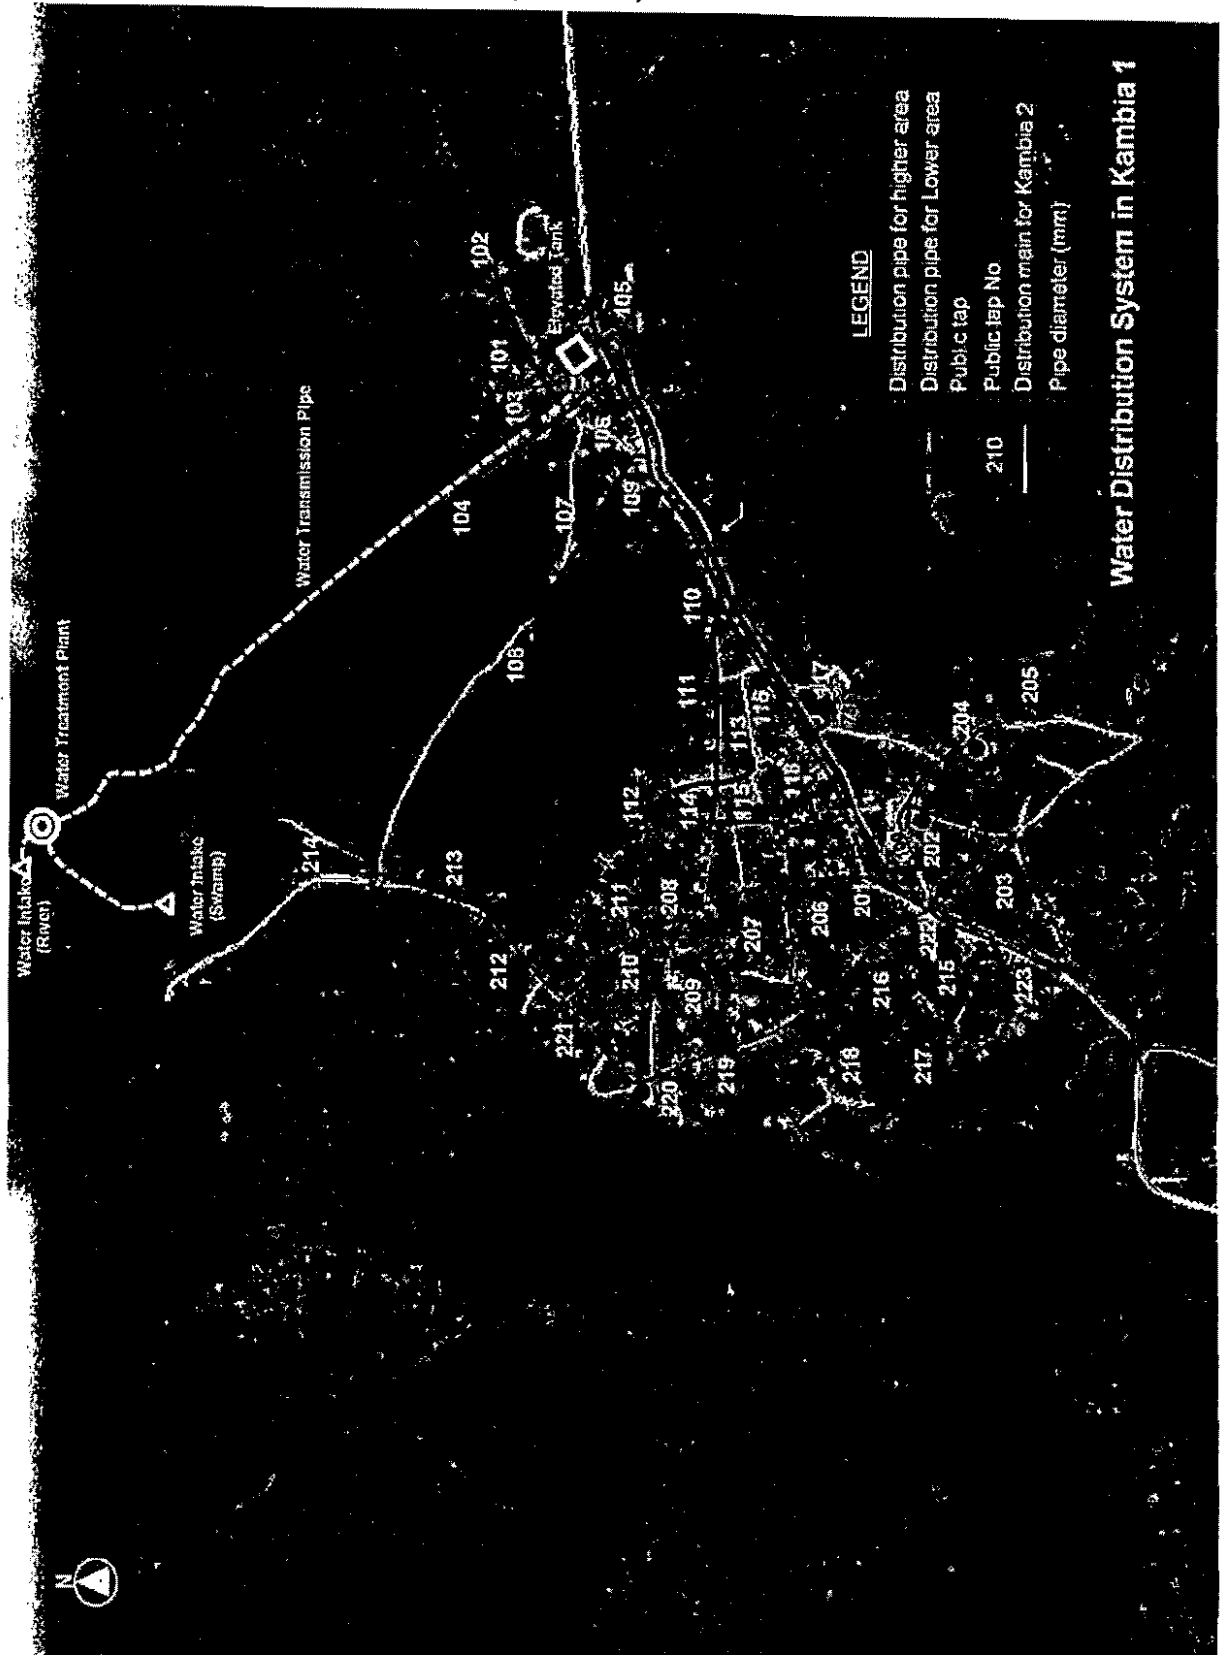 N
Water Intake
(River)
Water Treatment Plant
Water Intake
(Swamp)
Water Transmission Pipe
Elevated Tank
101
102
103
104
105
106
107
108
109
110
111
112
113
114
115
116
117
118
201
202
203
204
205
206
207
208
209
210
211
212
213
214
215
216
217
218
219
220
221
222
223
LEGEND
: Distribution pipe for higher area
Distribution pipe for Lower area
Public tap
210 : Public tap No
: Distribution main for Kambia 2
: Pipe diameter (mm)
Water Distribution System in Kambia 1